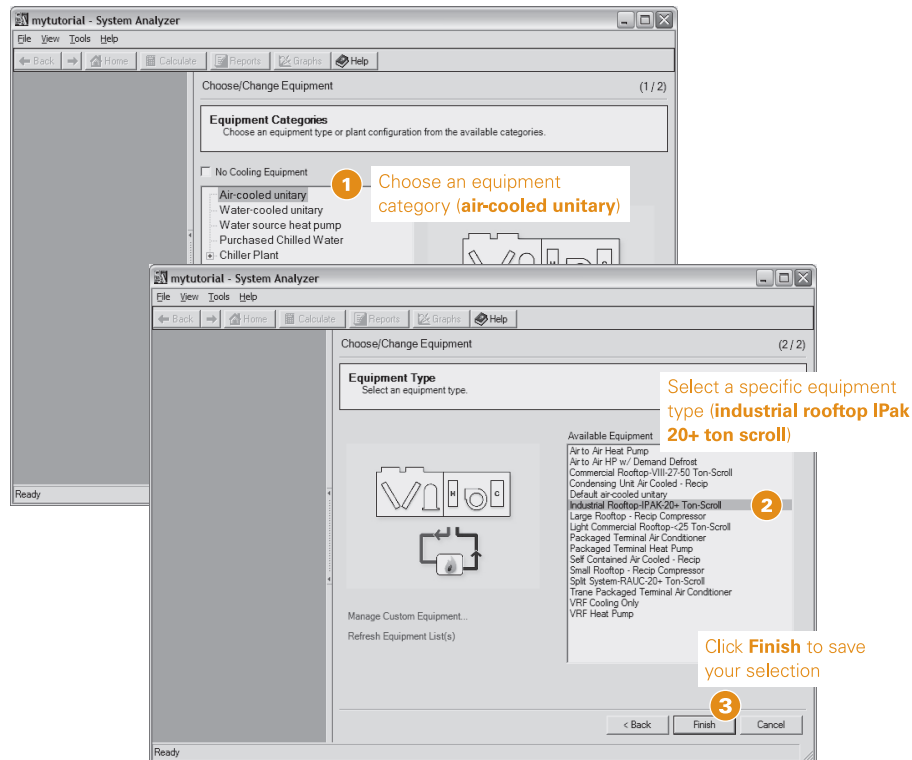 mytutorial - System Analyzer
File View Tools Help
Back Home Calculate Reports Graphs Help
Choose/Change Equipment (1 / 2)
Equipment Categories
Choose an equipment type or plant configuration from the available categories.
No Cooling Equipment
Air-cooled unitary
Water-cooled unitary
Water source heat pump
Purchased Chilled Water
Chiller Plant
1
Choose an equipment
category (air-cooled unitary)
Ready
mytutorial - System Analyzer
File View Tools Help
Back Home Calculate Reports Graphs Help
Choose/Change Equipment (2 / 2)
Equipment Type
Select an equipment type.
Select a specific equipment
type (industrial rooftop IPak
20+ ton scroll)
H C
Manage Custom Equipment...
Refresh Equipment List(s)
Available Equipment
Air to Air Heat Pump
Air to Air HP w/ Demand Defrost
Commercial Rooftop-VIII-27-50 Ton-Scroll
Condensing Unit Air Cooled - Recip
Default air-cooled unitary
Industrial Rooftop-IPAK-20+ Ton-Scroll
2
Large Rooftop - Recip Compressor
Light Commercial Rooftop-<25 Ton-Scroll
Packaged Terminal Air Conditioner
Packaged Terminal Heat Pump
Self Contained Air Cooled - Recip
Small Rooftop - Recip Compressor
Split System-RAUC-20+ Ton-Scroll
Trane Packaged Terminal Air Conditioner
VRF Cooling Only
VRF Heat Pump
Click Finish to save
your selection
3
< Back Finish Cancel
Ready